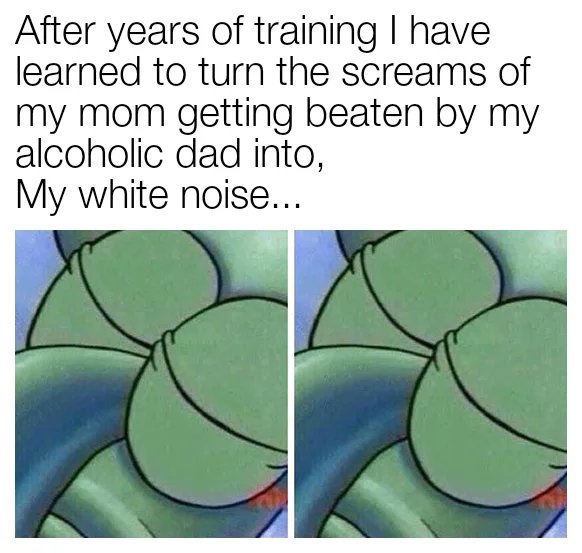 After years of training I have
learned to turn the screams of
my mom getting beaten by my
alcoholic dad into,
My white noise...